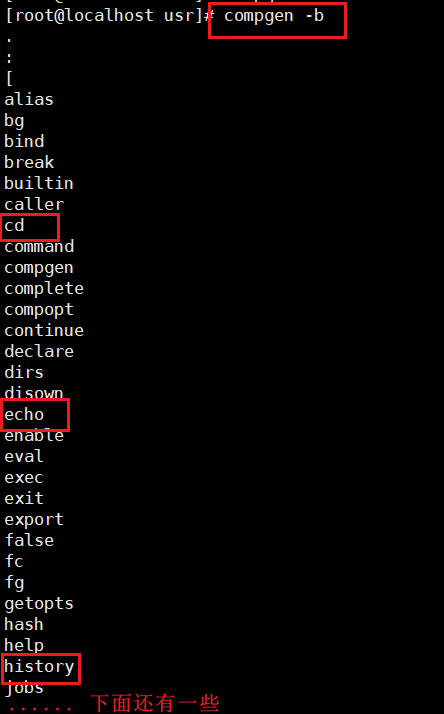 [root@localhost usr]# compgen -b
.
:
[
alias
bg
bind
break
builtin
caller
cd
command
compgen
complete
compopt
continue
declare
dirs
disown
echo
enable
eval
exec
exit
export
false
fc
fg
getopts
hash
help
history
jobs
...... 下面还有一些